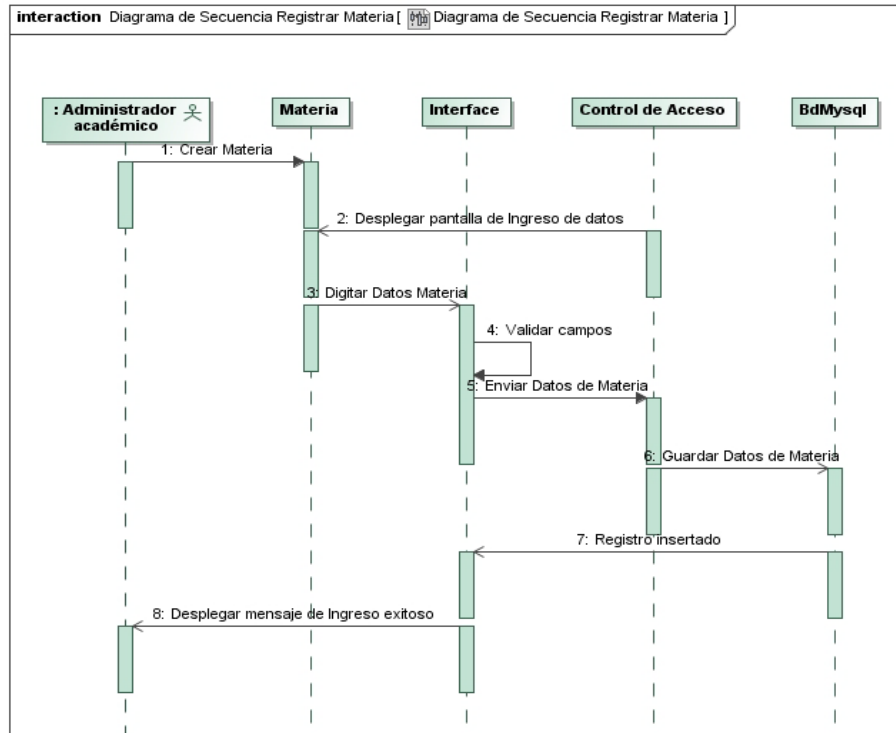 interaction Diagrama de Secuencia Registrar Materia [ Diagrama de Secuencia Registrar Materia ]
: Administrador
académico
Materia
Interface
Control de Acceso
BdMysql
1: Crear Materia
2: Desplegar pantalla de Ingreso de datos
3: Digitar Datos Materia
4: Validar campos
5: Enviar Datos de Materia
6: Guardar Datos de Materia
7: Registro insertado
8: Desplegar mensaje de Ingreso exitoso